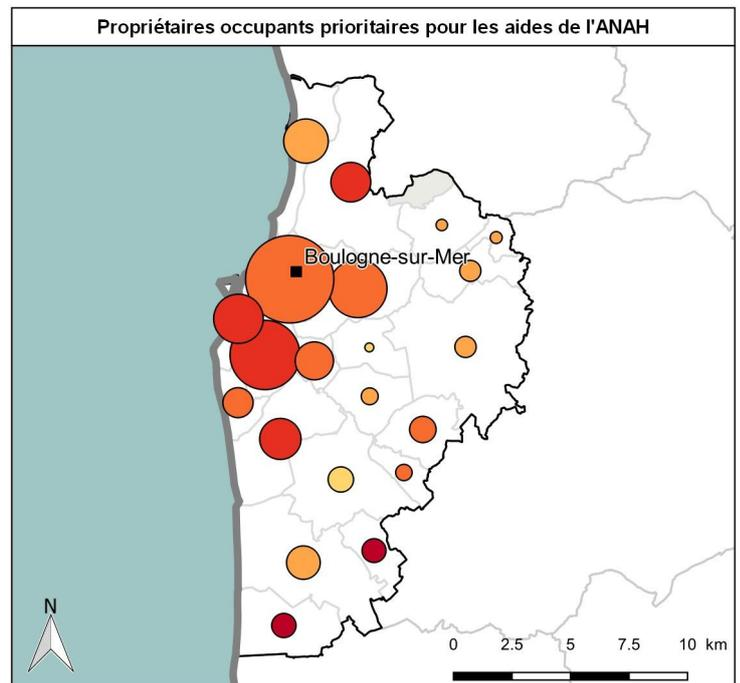 Propriétaires occupants prioritaires pour les aides de l'ANAH
Boulogne-sur-Mer
N
0 2.5 5 7.5 10 km